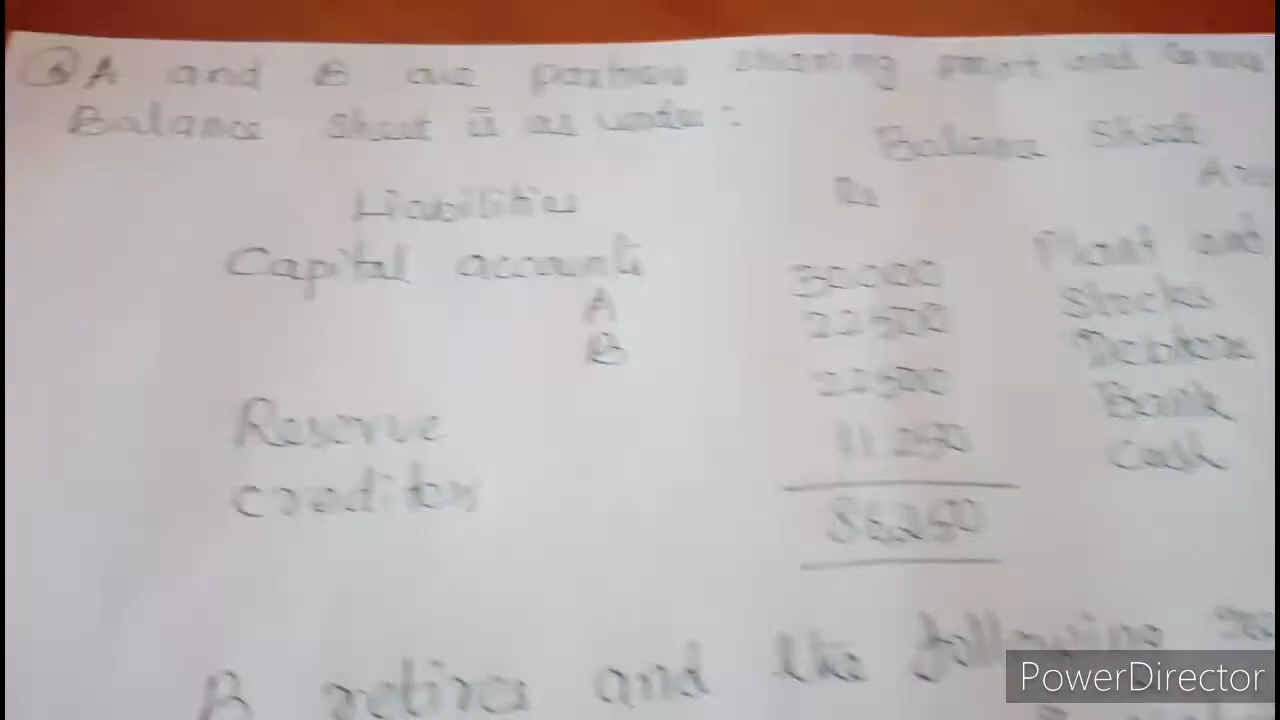 A and B are partners sharing profit and
Balance Sheet is as under:
Balance Sheet
Liabilities Rs
Capital accounts 30000 Plant and
A 22500 Stocks
B 22500 Debtors
Reserve 11250 Bank
creditors Cash
86250
B retires and the following
PowerDirector